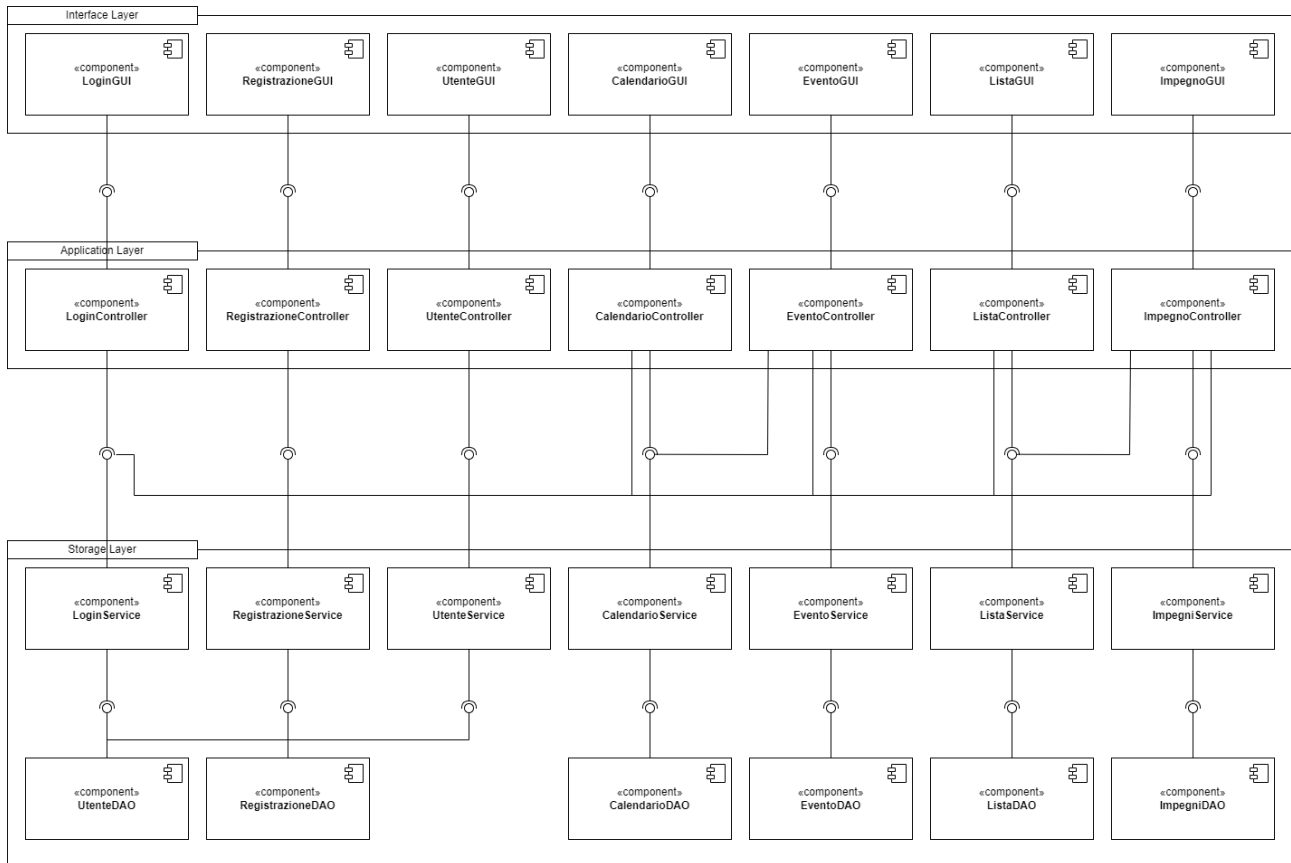 Interface Layer
«component»
LoginGUI
«component»
RegistrazioneGUI
«component»
UtenteGUI
«component»
CalendarioGUI
«component»
EventoGUI
«component»
ListaGUI
«component»
ImpegnoGUI
Application Layer
«component»
LoginController
«component»
RegistrazioneController
«component»
UtenteController
«component»
CalendarioController
«component»
EventoController
«component»
ListaController
«component»
ImpegnoController
Storage Layer
«component»
LoginService
«component»
RegistrazioneService
«component»
UtenteService
«component»
CalendarioService
«component»
EventoService
«component»
ListaService
«component»
ImpegniService
«component»
UtenteDAO
«component»
RegistrazioneDAO
«component»
CalendarioDAO
«component»
EventoDAO
«component»
ListaDAO
«component»
ImpegniDAO